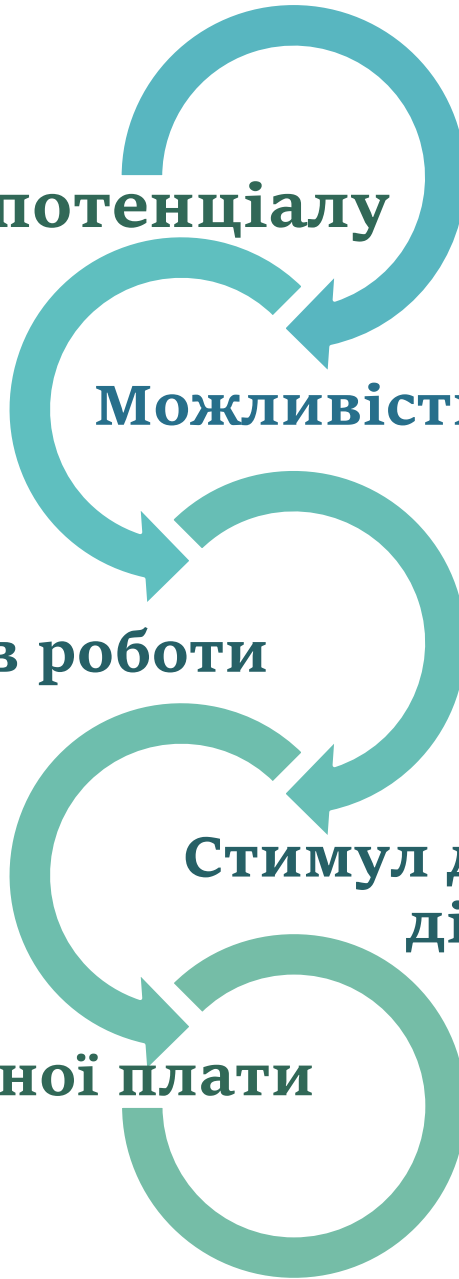 потенціалу
Можливіст
в роботи
Стимул д
ді
ної плати